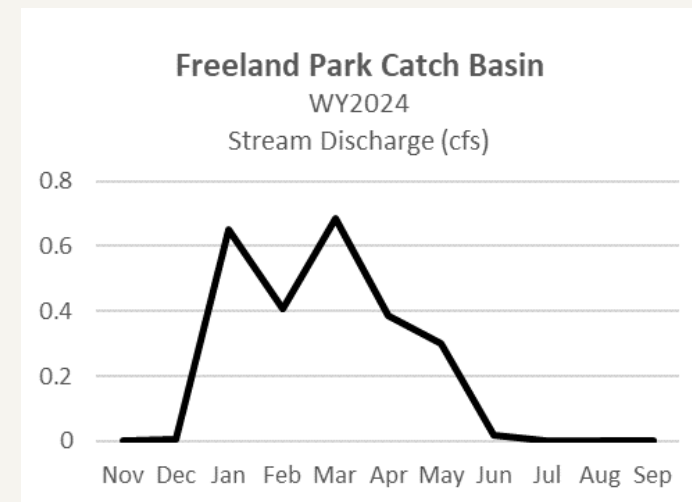 Freeland Park Catch Basin
WY2024
Stream Discharge (cfs)
0.8
0.6
0.4
0.2
0
Nov Dec Jan Feb Mar Apr May Jun Jul Aug Sep